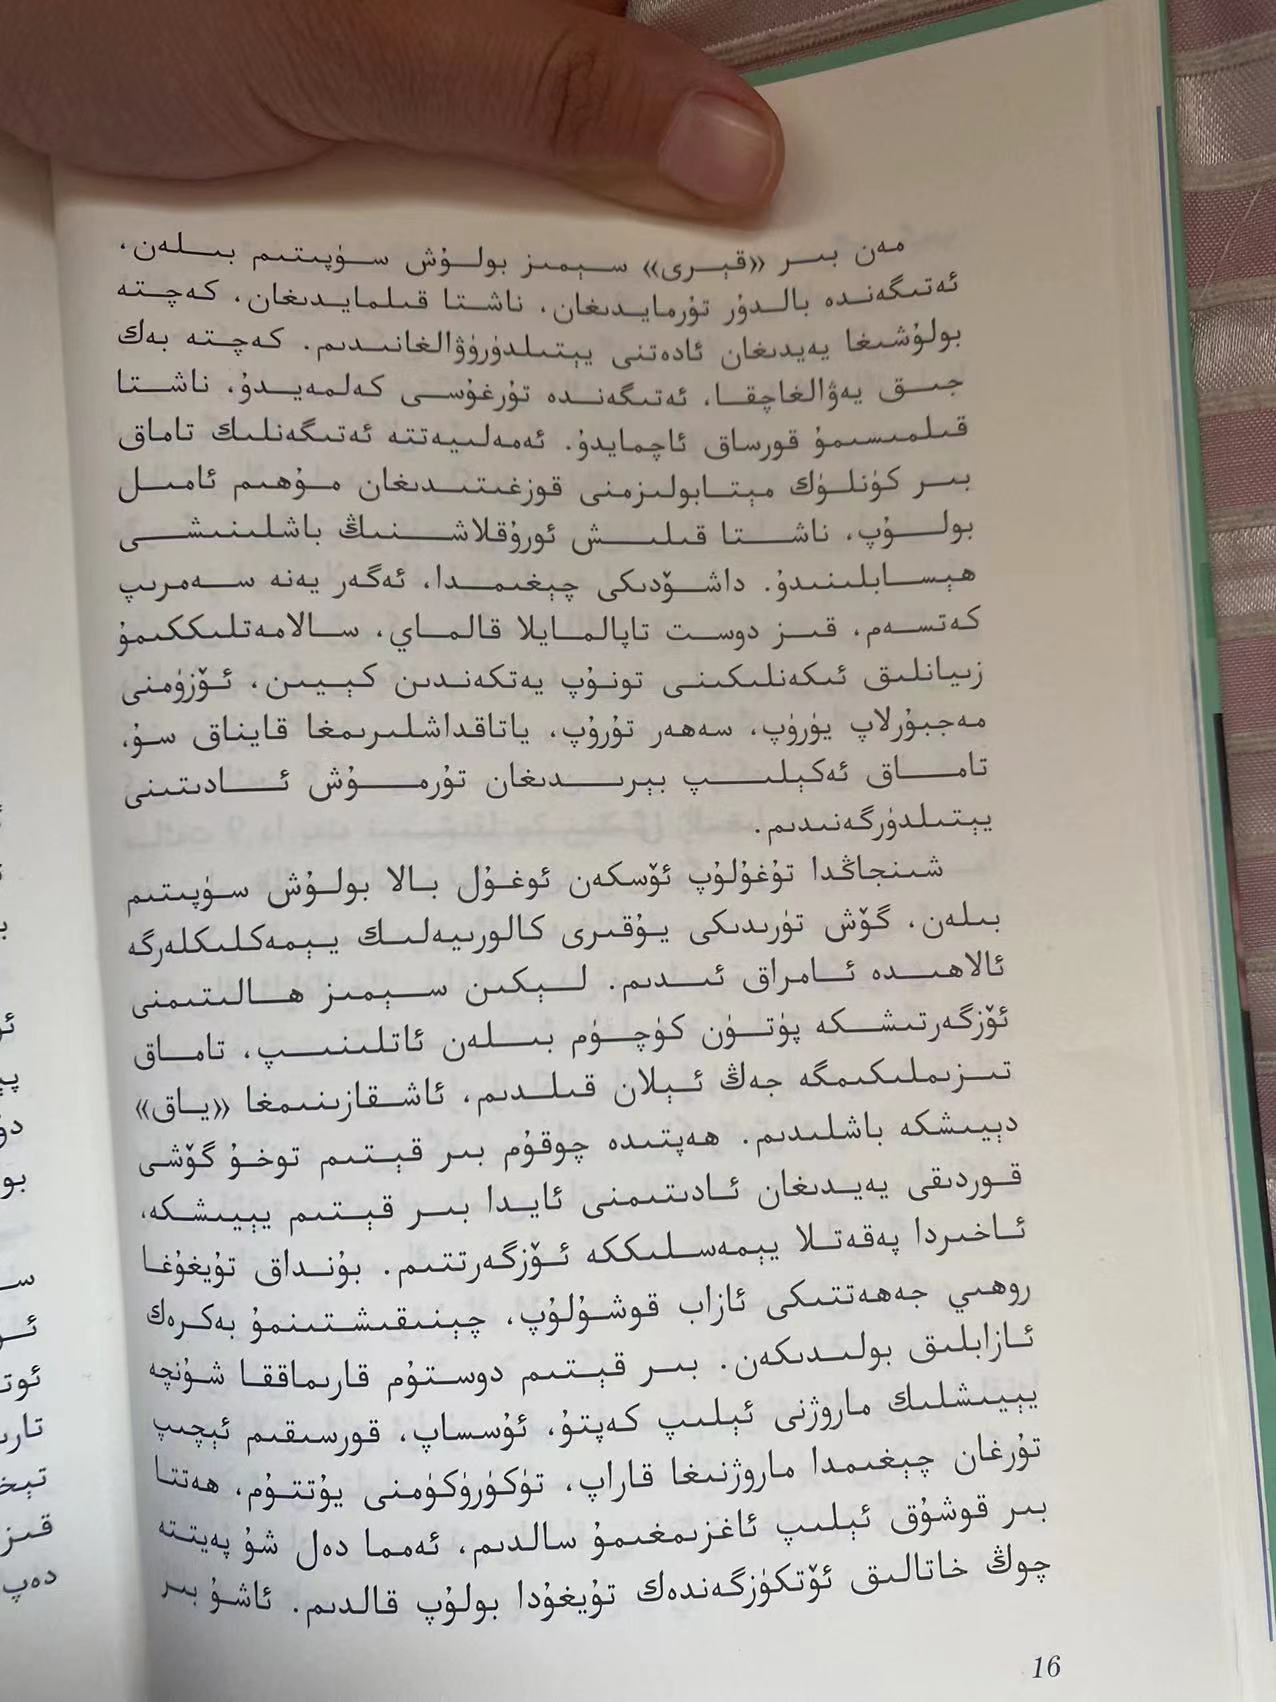 مەن بىر «قېرى» سېمىز بولۇش سۈپىتىم بىلەن،
ئەتىگەندە بالدۇر تۇرمايدىغان، ناشتا قىلمايدىغان، كەچتە
بولۇشىغا يەيدىغان ئادەتنى يېتىلدۈرۈۋالغانىدىم. كەچتە بەك
جىق يەۋالغاچقا، ئەتىگەندە تۇرغۇسى كەلمەيدۇ، ناشتا
قىلمىسىمۇ قورساق ئاچمايدۇ. ئەمەلىيەتتە ئەتىگەنلىك تاماق
بىر كۈنلۈك مېتابولىزمنى قوزغىتىدىغان مۇھىم ئامىل
بولۇپ، ناشتا قىلىش ئورۇقلاشنىڭ باشلىنىشى
ھېسابلىنىدۇ. داشۆدىكى چېغىمدا، ئەگەر يەنە سەمرىپ
كەتسەم، قىز دوست تاپالمايلا قالماي، سالامەتلىككىمۇ
زىيانلىق ئىكەنلىكىنى تونۇپ يەتكەندىن كېيىن، ئۆزۈمنى
مەجبۇرلاپ يۈرۈپ، سەھەر تۇرۇپ، ياتاقداشلىرىمغا قايناق سۇ،
تاماق ئەكېلىپ بېرىدىغان تۇرمۇش ئادىتىنى
يېتىلدۈرگەنىدىم.
شىنجاڭدا تۇغۇلۇپ ئۆسكەن ئوغۇل بالا بولۇش سۈپىتىم
بىلەن، گۆش تۈرىدىكى يۇقىرى كالورىيەلىك يېمەكلىكلەرگە
ئالاھىدە ئامراق ئىدىم. لېكىن سېمىز ھالىتىمنى
ئۆزگەرتىشكە پۈتۈن كۈچۈم بىلەن ئاتلىنىپ، تاماق
تىزىملىكىمگە جەڭ ئېلان قىلدىم، ئاشقازىنىمغا «ياق»
دېيىشكە باشلىدىم. ھەپتىدە چوقۇم بىر قېتىم توخۇ گۆشى
قوردىقى يەيدىغان ئادىتىمنى ئايدا بىر قېتىم يېيىشكە،
ئاخىردا پەقەتلا يېمەسلىككە ئۆزگەرتتىم. بۇنداق تۇيغۇغا
روھىي جەھەتتىكى ئازاب قوشۇلۇپ، چېنىقىشتىنمۇ بەكرەك
ئازابلىق بولىدىكەن. بىر قېتىم دوستۇم قارىماققا شۇنچە
يېيىشلىك ماروژنى ئېلىپ كەپتۇ، ئۇسساپ، قورسىقىم ئېچىپ
تۇرغان چېغىمدا ماروژنىغا قاراپ، تۈكۈرۈكۈمنى يۇتتۇم، ھەتتا
بىر قوشۇق ئېلىپ ئاغزىمغىمۇ سالدىم، ئەمما دەل شۇ پەيتتە
چوڭ خاتالىق ئۆتكۈزگەندەك تۇيغۇدا بولۇپ قالدىم. ئاشۇ بىر
16